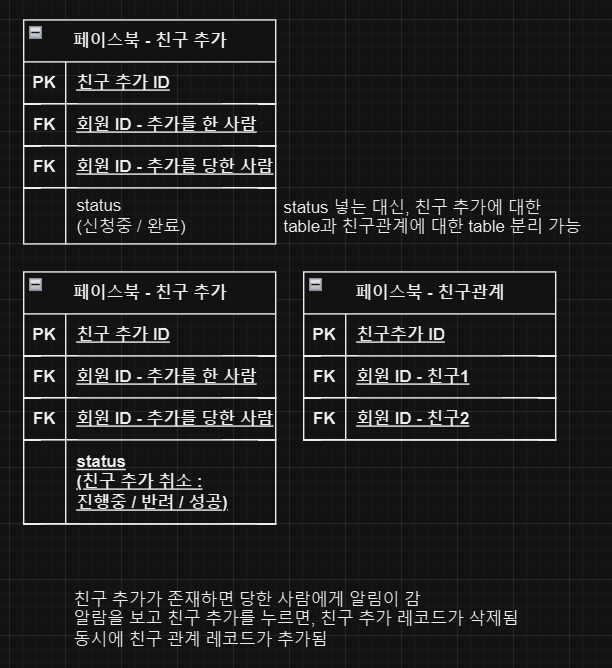 페이스북 - 친구 추가
PK 친구 추가 ID
FK 회원 ID - 추가를 한 사람
FK 회원 ID - 추가를 당한 사람
status
(신청중 / 완료)
status 넣는 대신, 친구 추가에 대한
table과 친구관계에 대한 table 분리 가능
페이스북 - 친구 추가
PK 친구 추가 ID
FK 회원 ID - 추가를 한 사람
FK 회원 ID - 추가를 당한 사람
status
(친구 추가 취소 :
진행중 / 반려 / 성공)
페이스북 - 친구관계
PK 친구추가 ID
FK 회원 ID - 친구1
FK 회원 ID - 친구2
친구 추가가 존재하면 당한 사람에게 알림이 감
알람을 보고 친구 추가를 누르면, 친구 추가 레코드가 삭제됨
동시에 친구 관계 레코드가 추가됨